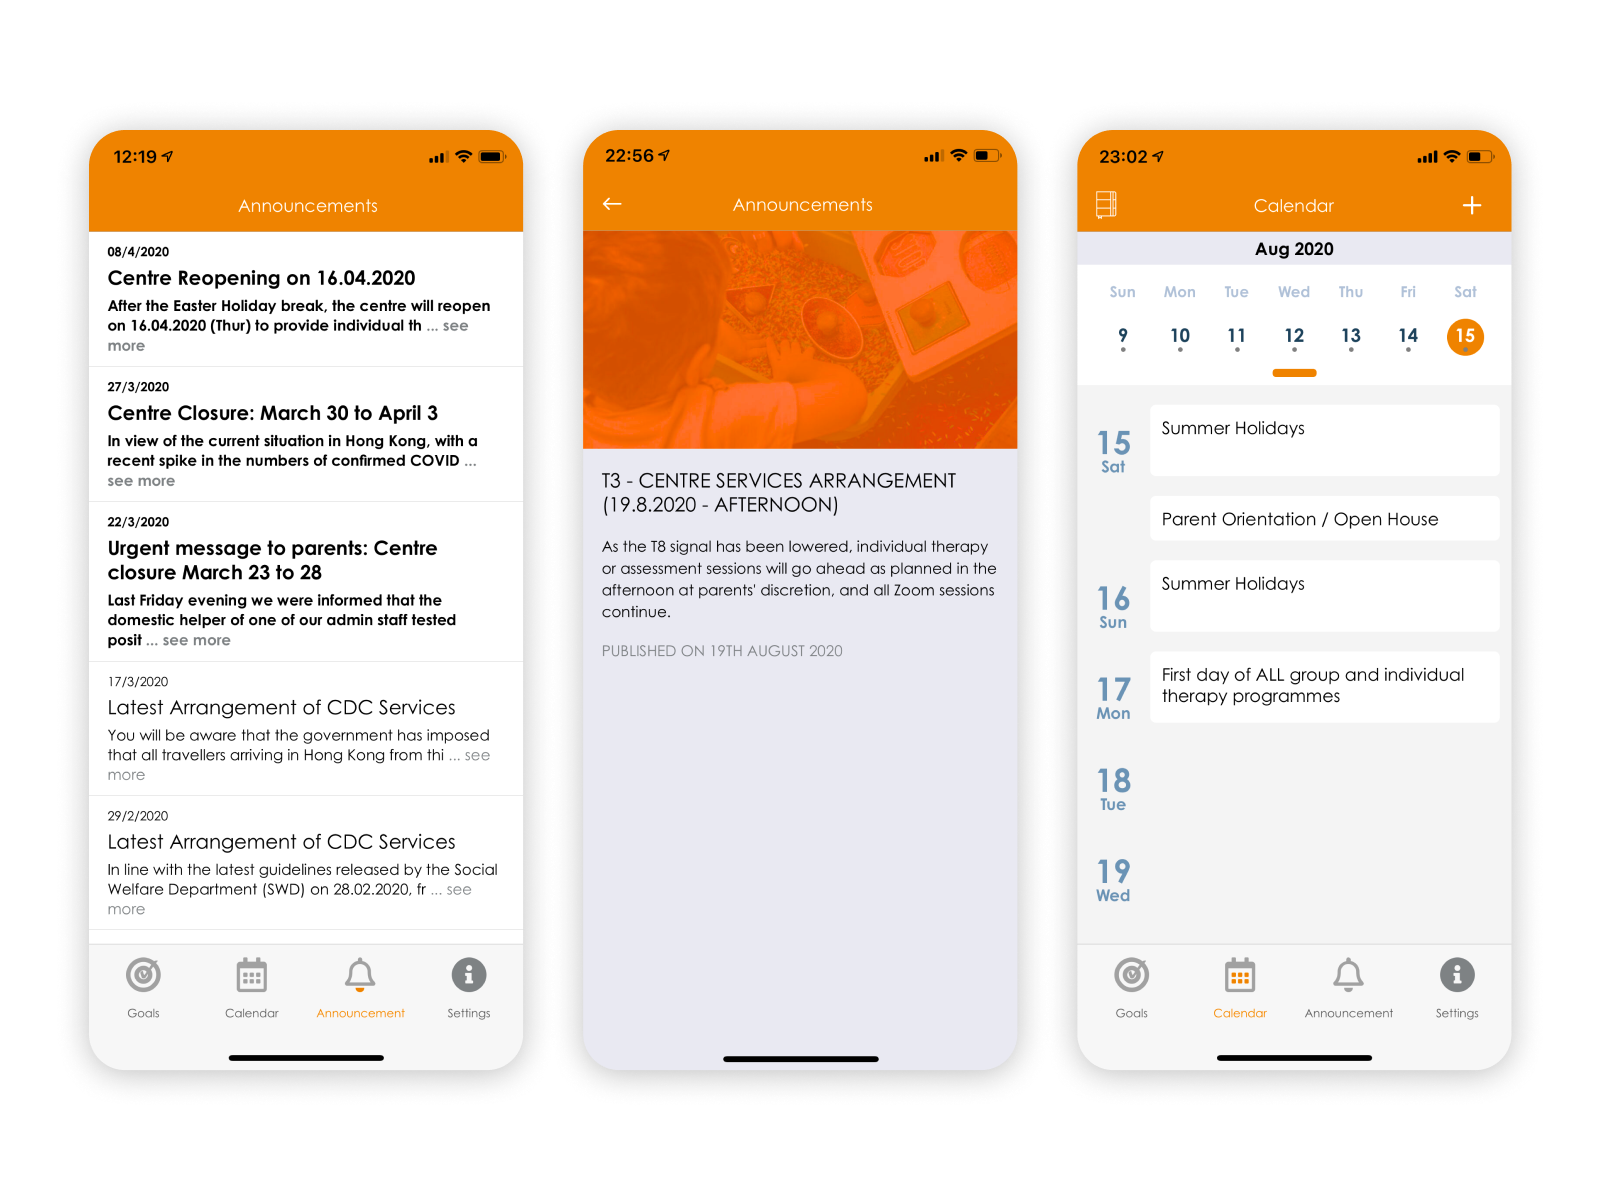 12:19
Announcements
08/4/2020
Centre Reopening on 16.04.2020
After the Easter Holiday break, the centre will reopen
on 16.04.2020 (Thur) to provide individual th ... see
more
27/3/2020
Centre Closure: March 30 to April 3
In view of the current situation in Hong Kong, with a
recent spike in the numbers of confirmed COVID ...
see more
22/3/2020
Urgent message to parents: Centre
closure March 23 to 28
Last Friday evening we were informed that the
domestic helper of one of our admin staff tested
posit ... see more
17/3/2020
Latest Arrangement of CDC Services
You will be aware that the government has imposed
that all travellers arriving in Hong Kong from thi ... see
more
29/2/2020
Latest Arrangement of CDC Services
In line with the latest guidelines released by the Social
Welfare Department (SWD) on 28.02.2020, fr ... see
more
Goals Calendar Announcement Settings
22:56
Announcements
T3 - CENTRE SERVICES ARRANGEMENT
(19.8.2020 - AFTERNOON)
As the T8 signal has been lowered, individual therapy
or assessment sessions will go ahead as planned in the
afternoon at parents' discretion, and all Zoom sessions
continue.
PUBLISHED ON 19TH AUGUST 2020
23:02
Calendar
Aug 2020
Sun Mon Tue Wed Thu Fri Sat
9 10 11 12 13 14 15
15
Sat
Summer Holidays
Parent Orientation / Open House
16
Sun
Summer Holidays
17
Mon
First day of ALL group and individual
therapy programmes
18
Tue
19
Wed
Goals Calendar Announcement Settings